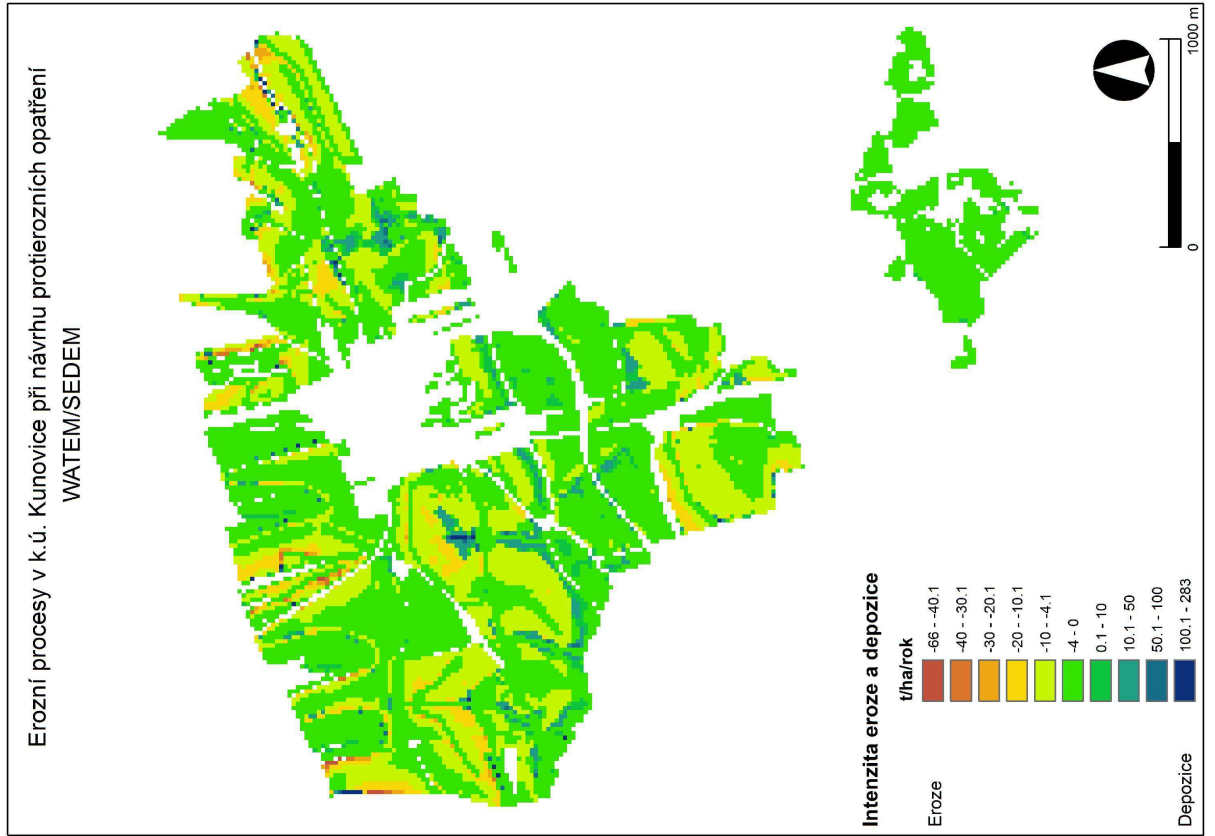 Erozní procesy v k.ú. Kunovice při návrhu protierozních opatření
WATEM/SEDEM
Intenzita eroze a depozice
t/ha/rok
Eroze
-66 - -40.1
-40 - -30.1
-30 - -20.1
-20 - -10.1
-10 - -4.1
-4 - 0
0.1 - 10
10.1 - 50
50.1 - 100
100.1 - 283
Depozice
0
1000 m